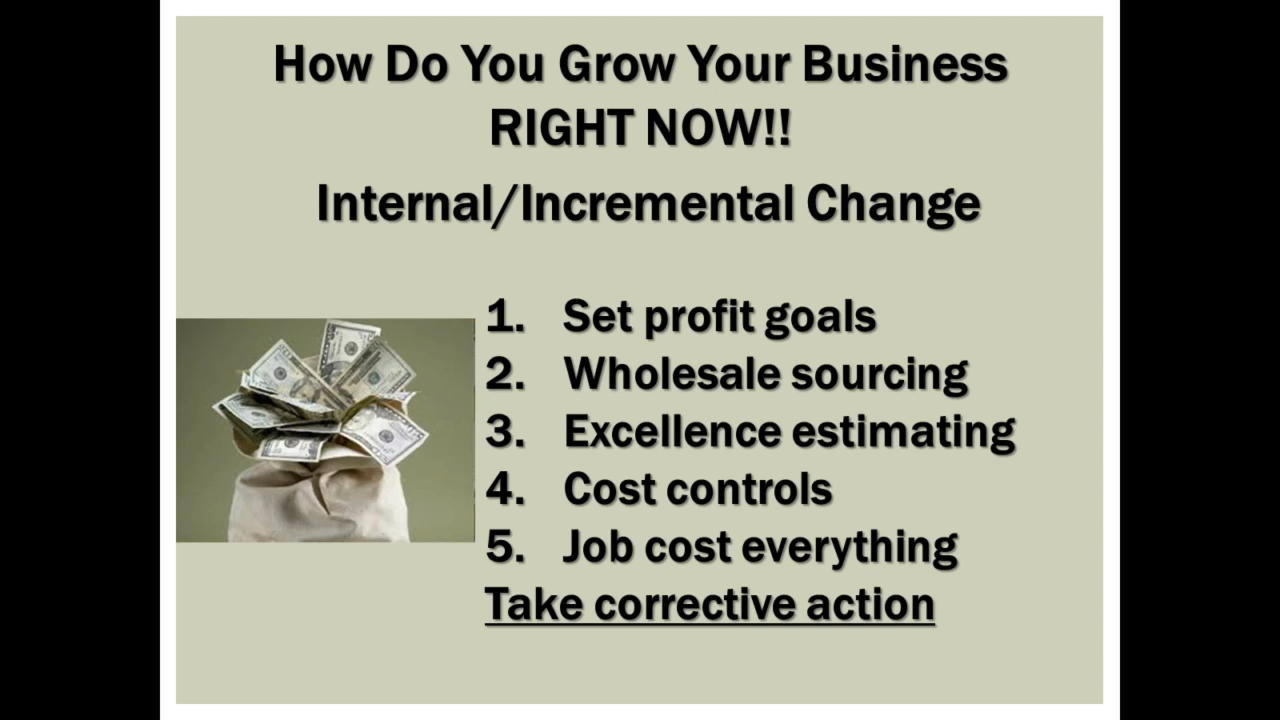 How Do You Grow Your Business
RIGHT NOW!!
Internal/Incremental Change
1. Set profit goals
2. Wholesale sourcing
3. Excellence estimating
4. Cost controls
5. Job cost everything
Take corrective action